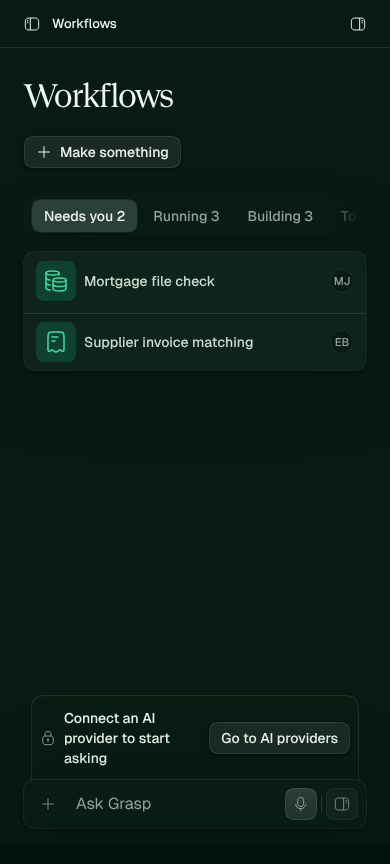 Workflows
Workflows
Make something
Needs you 2
Running 3
Building 3
Mortgage file check
MJ
Supplier invoice matching
EB
Connect an AI
provider to start
asking
Go to AI providers
Ask Grasp